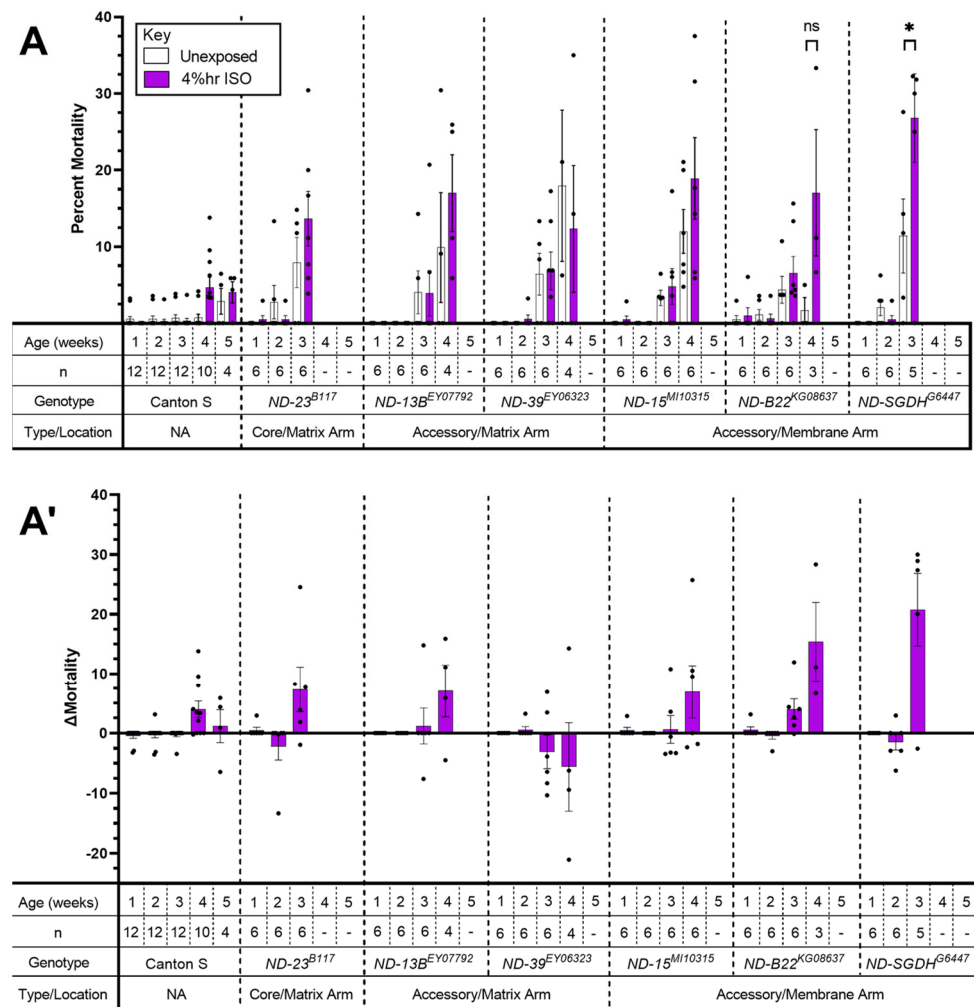 A
Key
Unexposed
4%hr ISO
ns
*
40
30
20
10
Percent Mortality
Age (weeks) 1 2 3 4 5 1 2 3 4 5 1 2 3 4 5 1 2 3 4 5 1 2 3 4 5 1 2 3 4 5 1 2 3 4 5
n 12 12 12 10 4 6 6 6 - - 6 6 6 4 - 6 6 6 4 - 6 6 6 6 - 6 6 6 3 - 6 6 5 - -
Genotype Canton S ND-23B117 ND-13BEY07792 ND-39EY06323 ND-15MI10315 ND-B22KG08637 ND-SGDHG6447
Type/Location NA Core/Matrix Arm Accessory/Matrix Arm Accessory/Membrane Arm
A'
40
30
20
10
0
-10
-20
ΔMortality
Age (weeks) 1 2 3 4 5 1 2 3 4 5 1 2 3 4 5 1 2 3 4 5 1 2 3 4 5 1 2 3 4 5 1 2 3 4 5
n 12 12 12 10 4 6 6 6 - - 6 6 6 4 - 6 6 6 4 - 6 6 6 6 - 6 6 6 3 - 6 6 5 - -
Genotype Canton S ND-23B117 ND-13BEY07792 ND-39EY06323 ND-15MI10315 ND-B22KG08637 ND-SGDHG6447
Type/Location NA Core/Matrix Arm Accessory/Matrix Arm Accessory/Membrane Arm